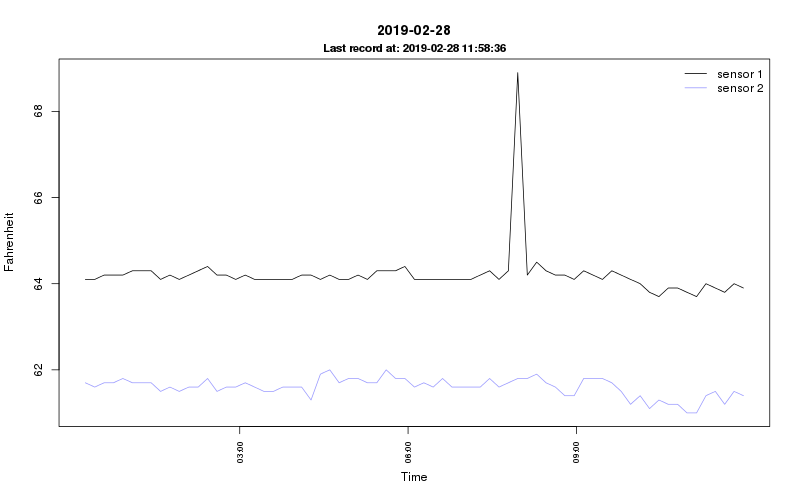 2019-02-28
Last record at: 2019-02-28 11:58:36
sensor 1
sensor 2
Fahrenheit
68
66
64
62
03:00
06:00
09:00
Time